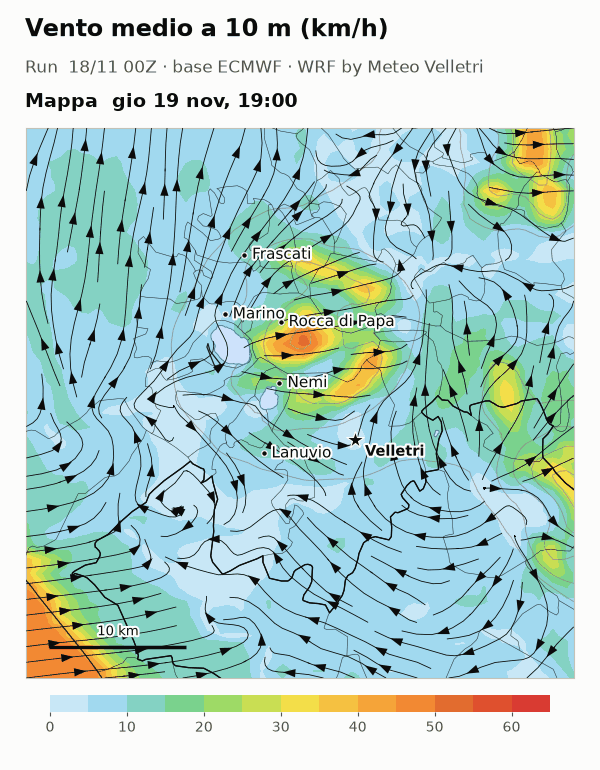 Vento medio a 10 m (km/h)
Run 18/11 00Z · base ECMWF · WRF by Meteo Velletri
Mappa gio 19 nov, 19:00
Frascati
Marino
Rocca di Papa
Nemi
Velletri
Lanuvio
10 km
0 10 20 30 40 50 60